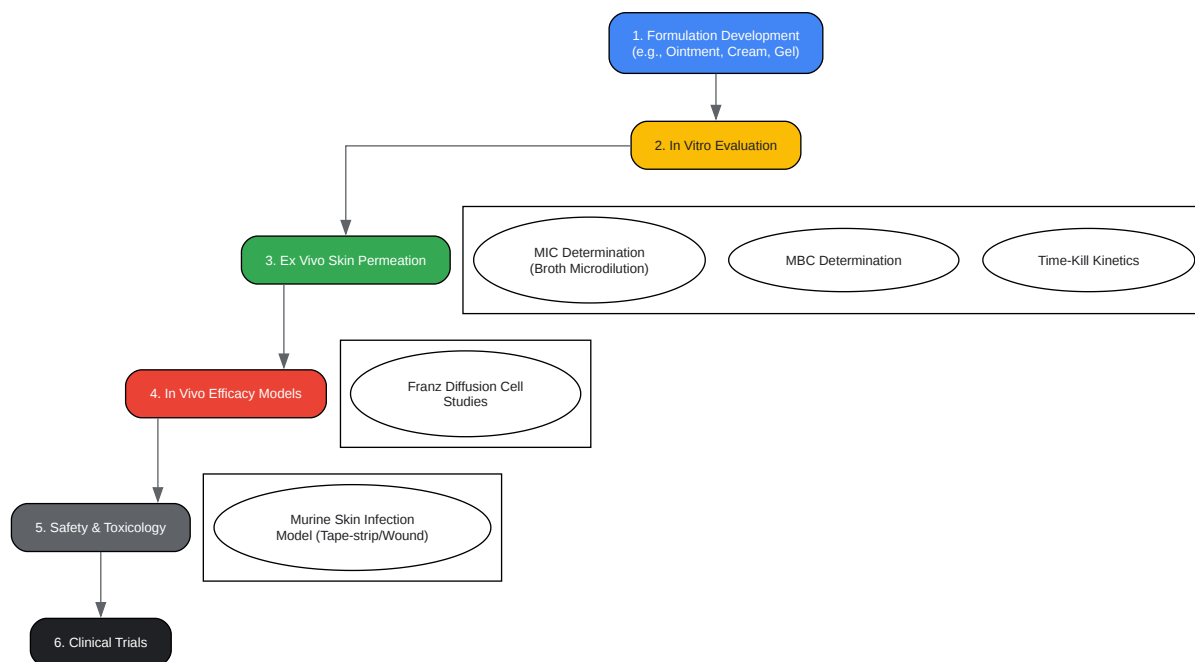 1. Formulation Development
(e.g., Ointment, Cream, Gel)
2. In Vitro Evaluation
3. Ex Vivo Skin Permeation
MIC Determination
(Broth Microdilution)
MBC Determination
Time-Kill Kinetics
4. In Vivo Efficacy Models
Franz Diffusion Cell
Studies
5. Safety & Toxicology
Murine Skin Infection
Model (Tape-strip/Wound)
6. Clinical Trials